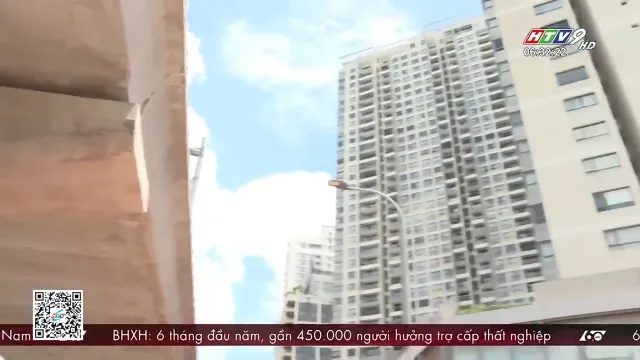 HTV9 HD
06:32:22
Nam BHXH: 6 tháng đầu năm, gần 450.000 người hưởng trợ cấp thất nghiệp 6